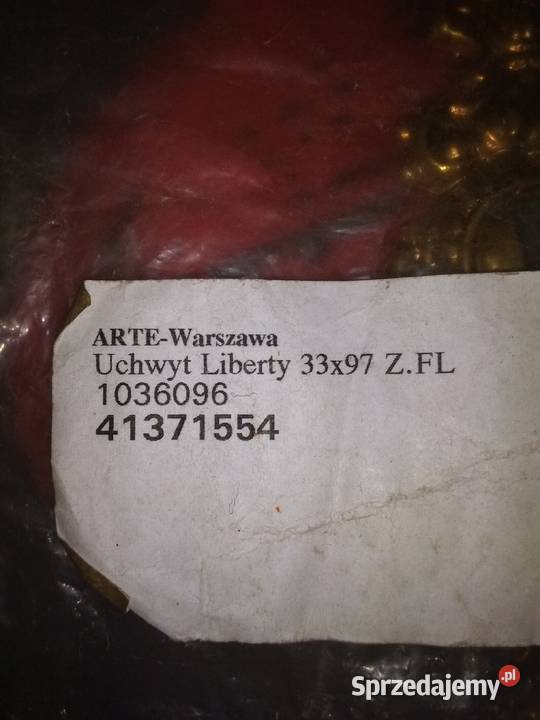 ARTE-Warszawa
Uchwyt Liberty 33x97 Z.FL
1036096
41371554
Sprzedajemy.pl